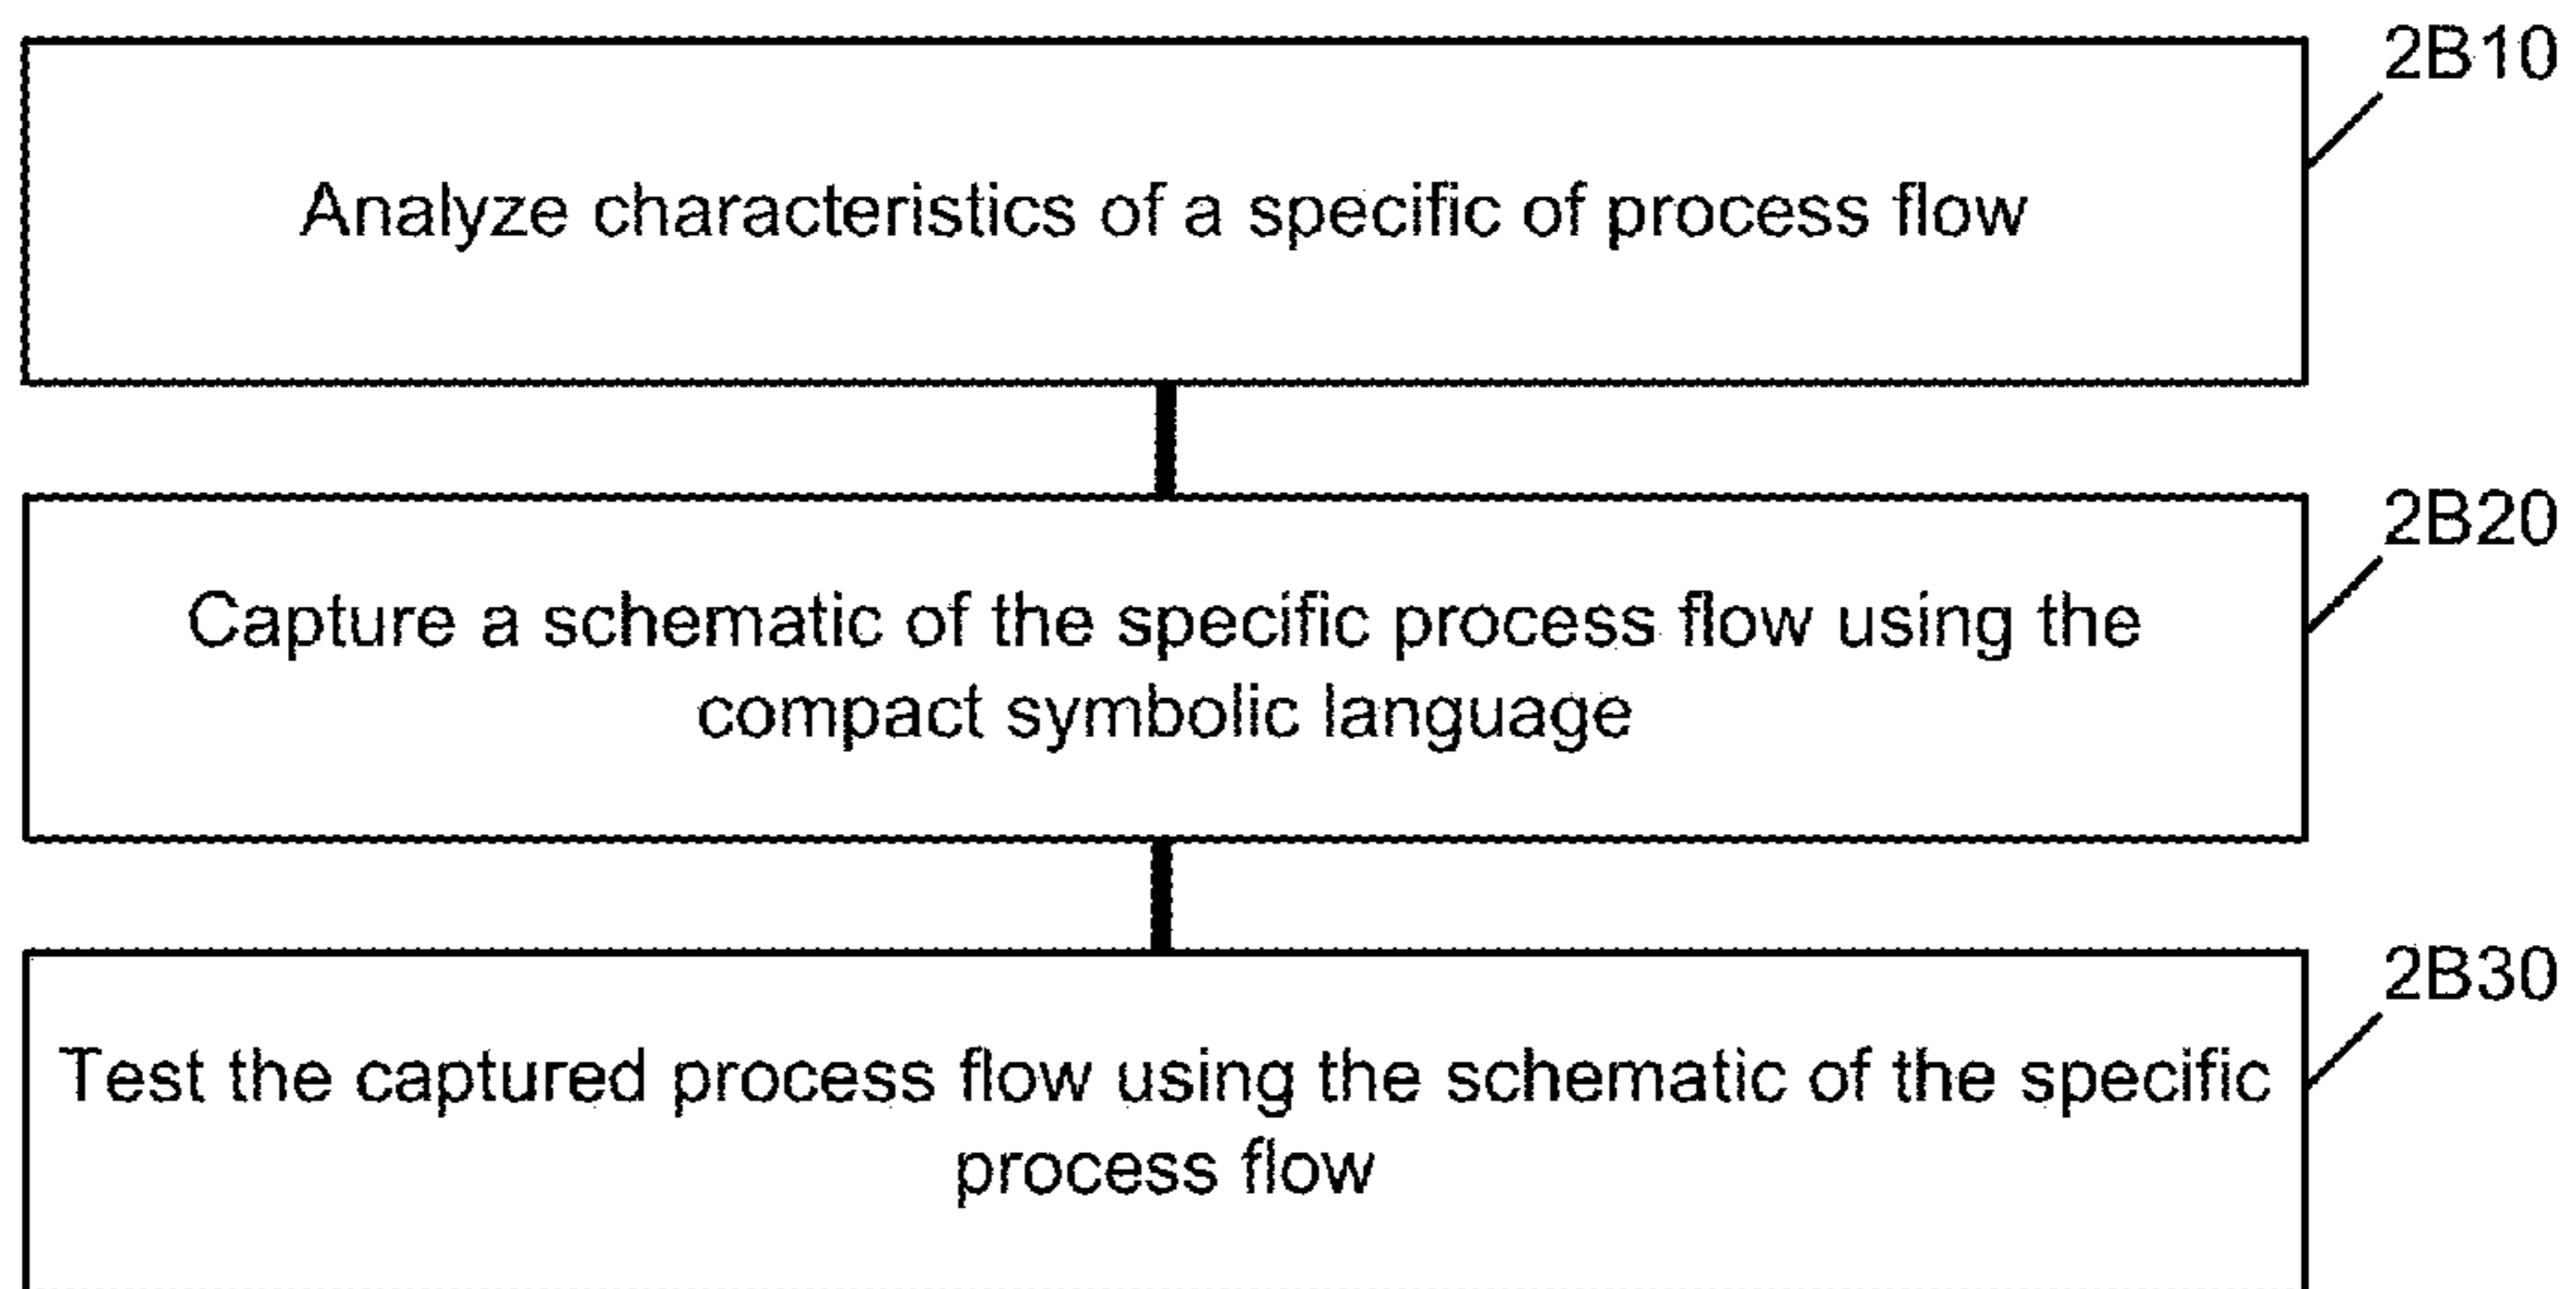 2B10
Analyze characteristics of a specific of process flow
2B20
Capture a schematic of the specific process flow using the
compact symbolic language
2B30
Test the captured process flow using the schematic of the specific
process flow